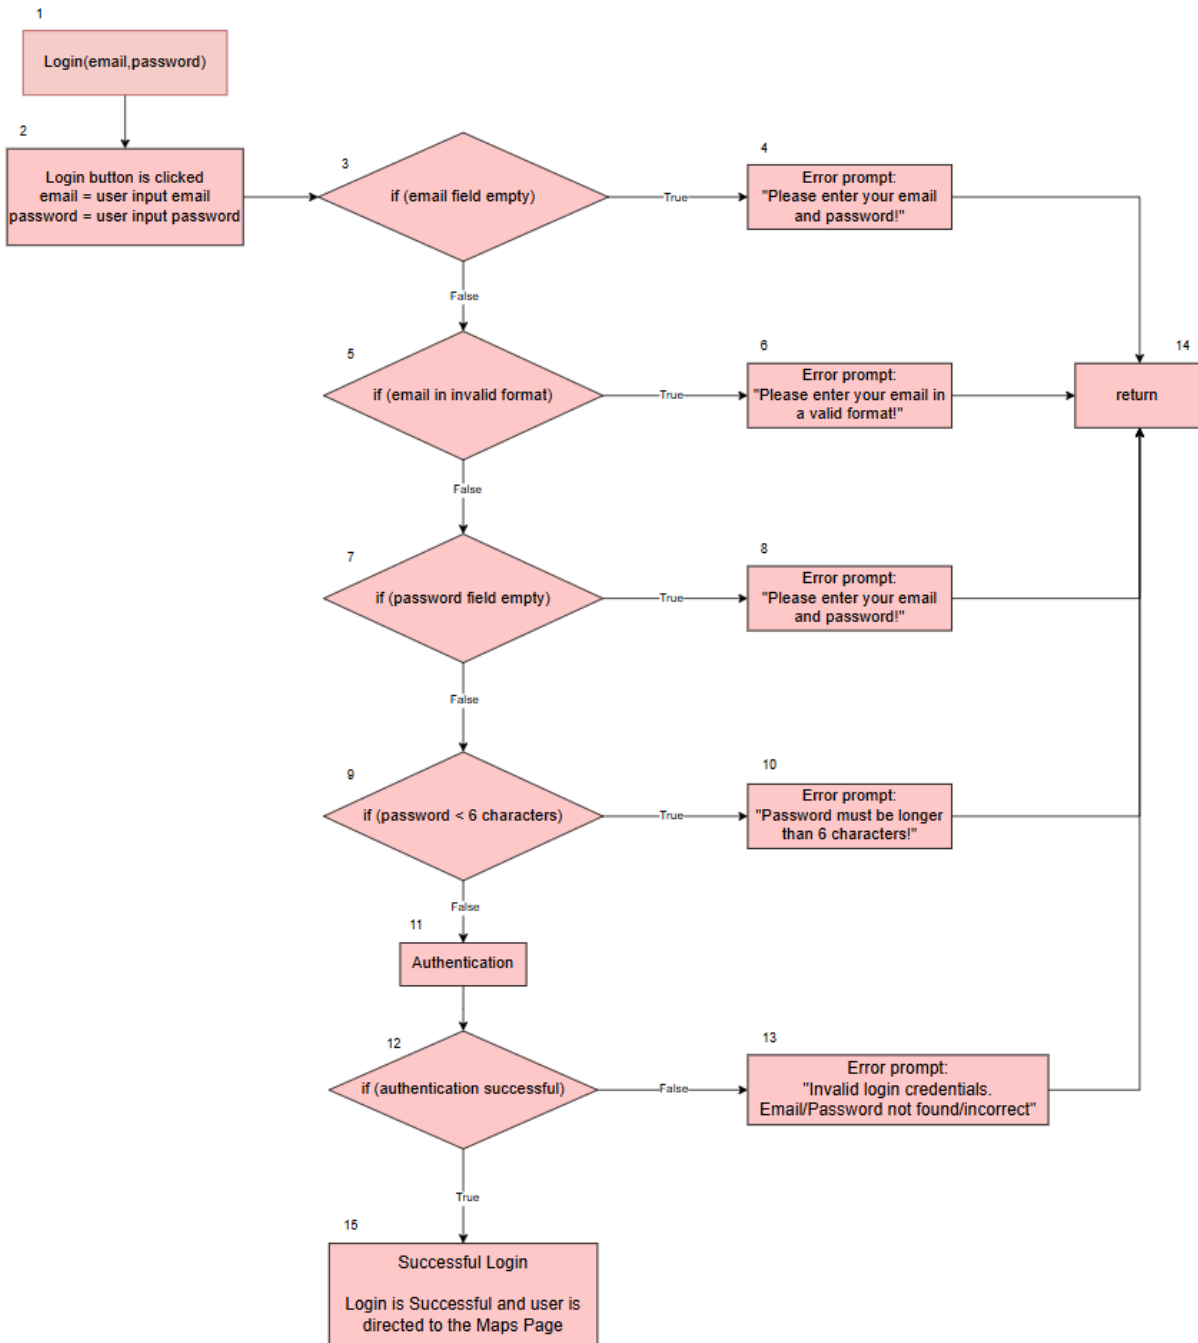 1
Login(email,password)
2
Login button is clicked
email = user input email
password = user input password
3
if (email field empty)
True
4
Error prompt:
"Please enter your email
and password!"
False
5
if (email in invalid format)
True
6
Error prompt:
"Please enter your email in
a valid format!"
14
return
False
7
if (password field empty)
True
8
Error prompt:
"Please enter your email
and password!"
False
9
if (password < 6 characters)
True
10
Error prompt:
"Password must be longer
than 6 characters!"
False
11
Authentication
12
if (authentication successful)
False
13
Error prompt:
"Invalid login credentials.
Email/Password not found/incorrect"
True
15
Successful Login
Login is Successful and user is
directed to the Maps Page